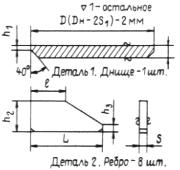 ▽1-остальное
D(Dн-2S₁)-2 мм
h₁
40°
Деталь 1. Днище-1 шт.
ℓ
h₂
h₃
L
S
Деталь 2. Ребро-8 шт.